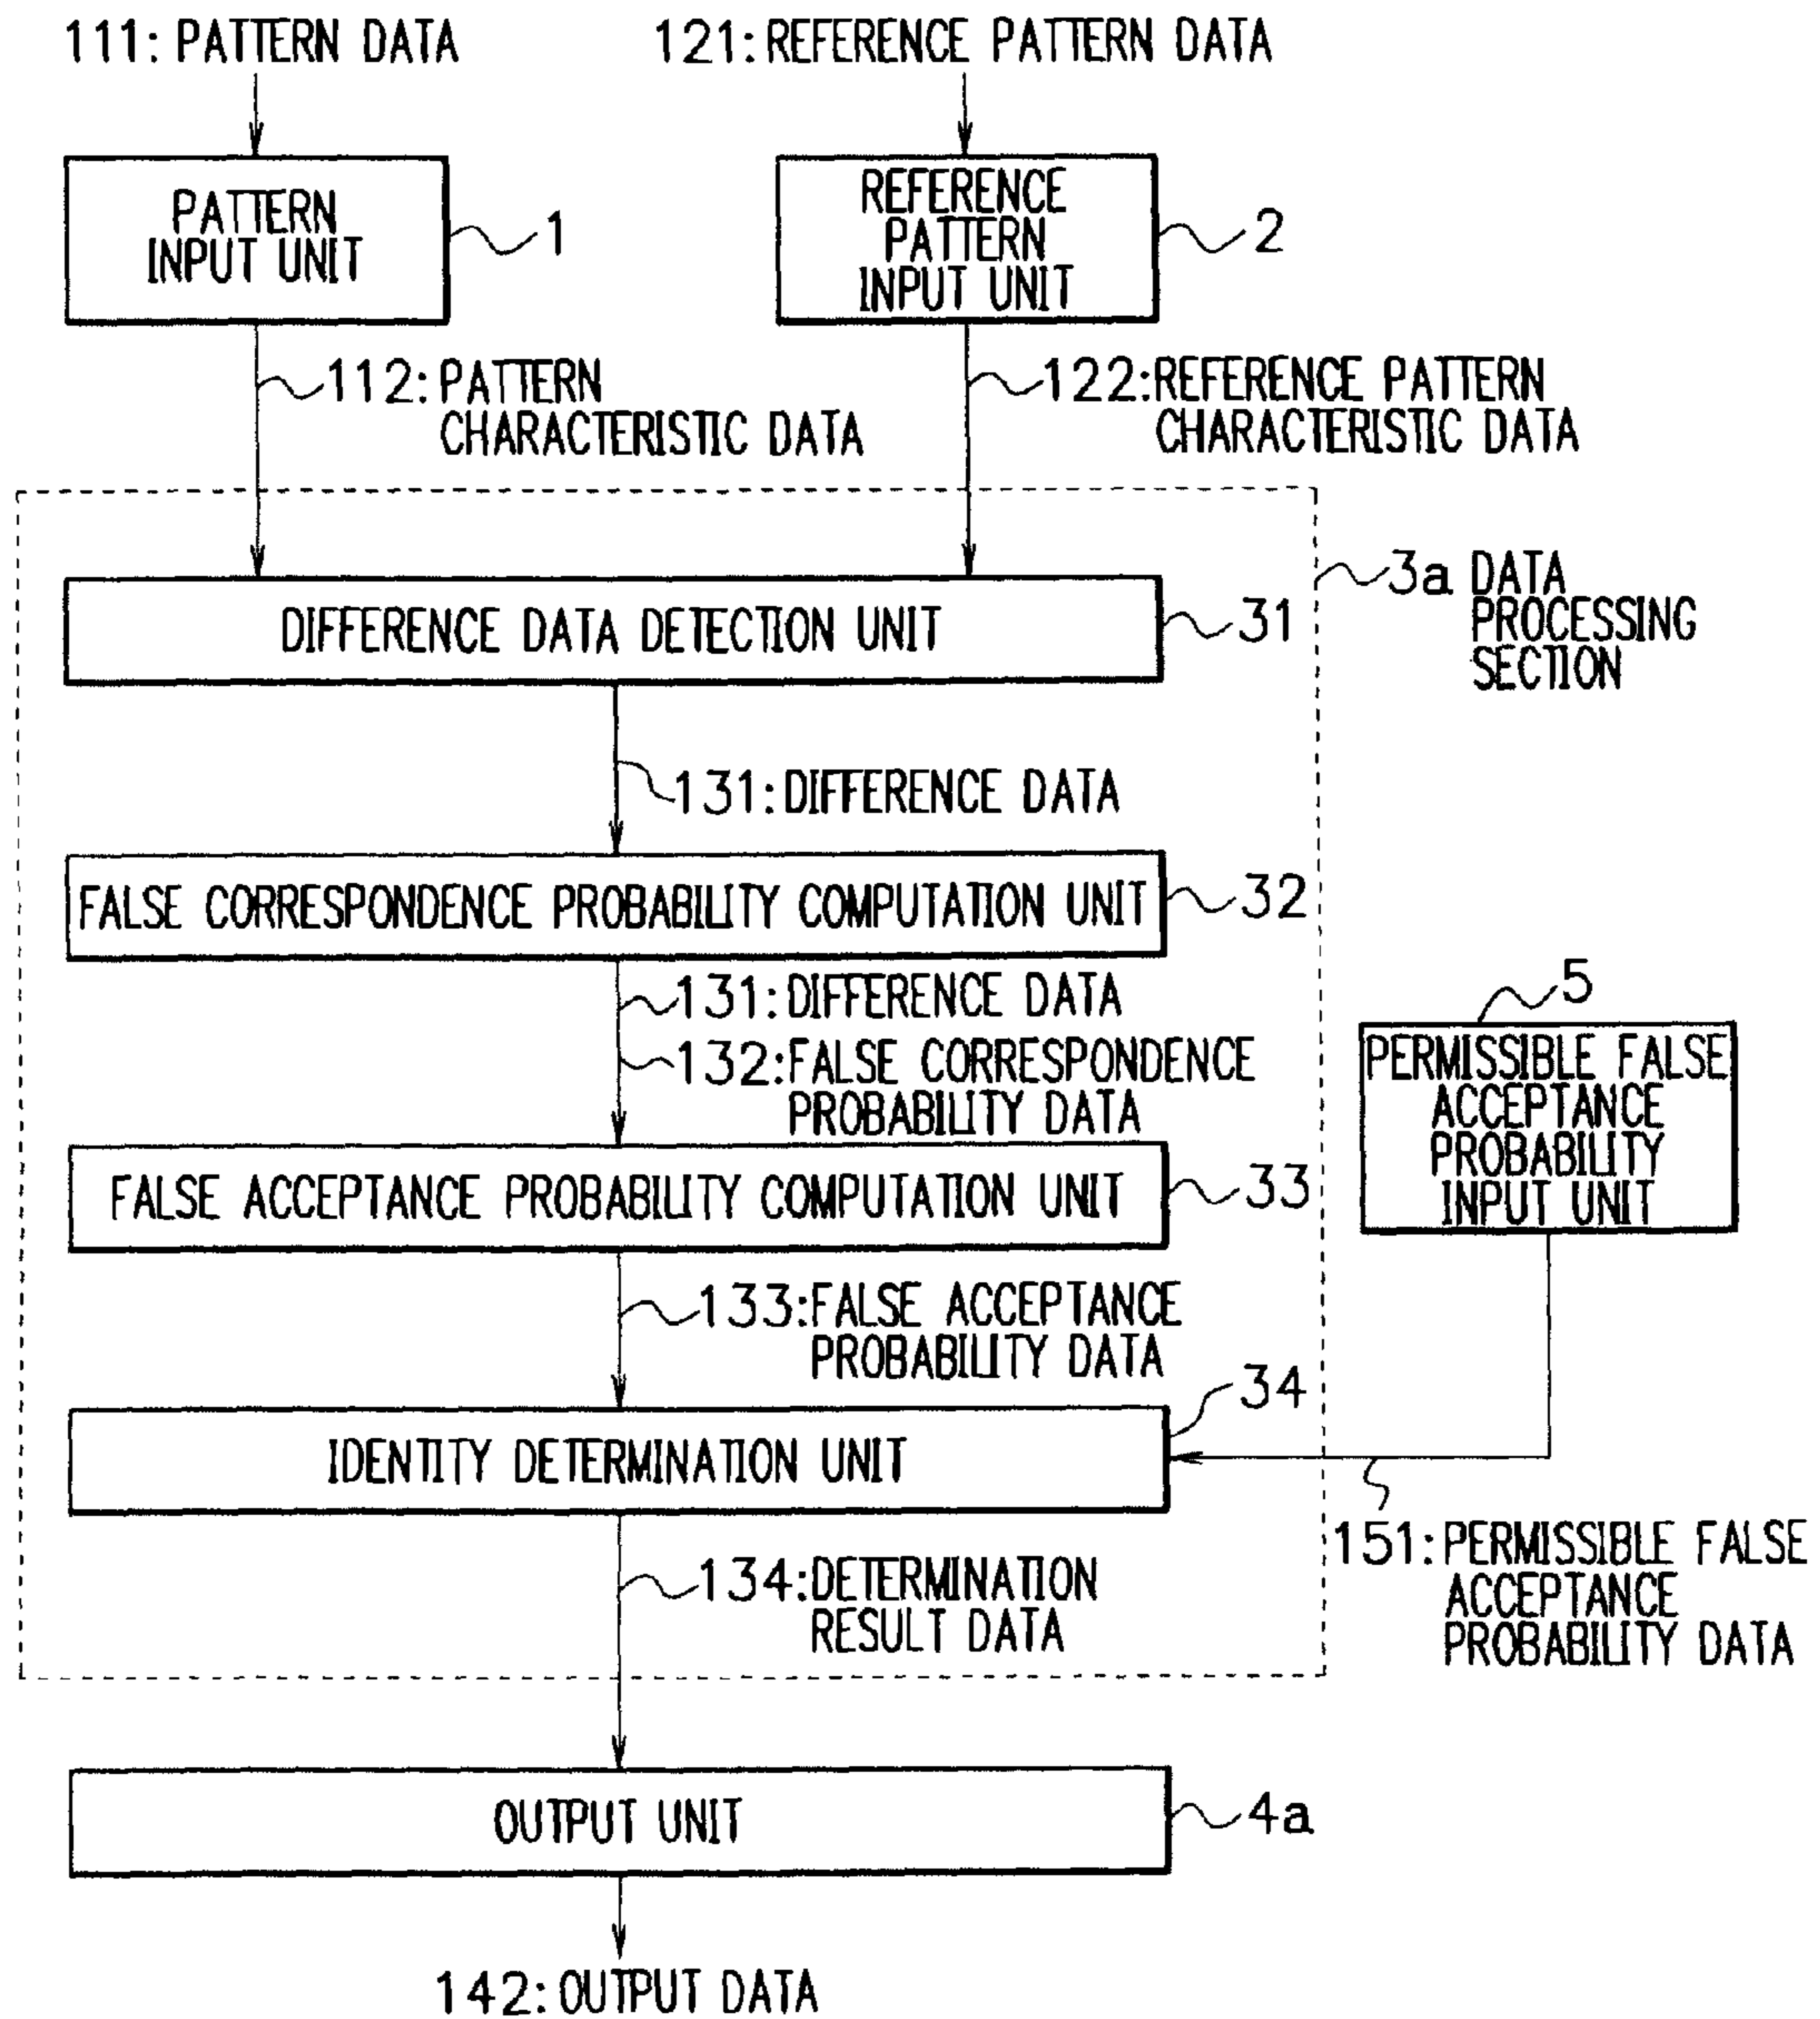 111: PATTERN DATA
121: REFERENCE PATTERN DATA
PATTERN
INPUT UNIT
1
REFERENCE
PATTERN
INPUT UNIT
2
112: PATTERN
CHARACTERISTIC DATA
122: REFERENCE PATTERN
CHARACTERISTIC DATA
3a DATA
PROCESSING
SECTION
DIFFERENCE DATA DETECTION UNIT
31
131: DIFFERENCE DATA
FALSE CORRESPONDENCE PROBABILITY COMPUTATION UNIT
32
131: DIFFERENCE DATA
132: FALSE CORRESPONDENCE
PROBABILITY DATA
5
PERMISSIBLE FALSE
ACCEPTANCE
PROBABILITY
INPUT UNIT
FALSE ACCEPTANCE PROBABILITY COMPUTATION UNIT
33
133: FALSE ACCEPTANCE
PROBABILITY DATA
34
IDENTITY DETERMINATION UNIT
151: PERMISSIBLE FALSE
ACCEPTANCE
PROBABILITY DATA
134: DETERMINATION
RESULT DATA
OUTPUT UNIT
4a
142: OUTPUT DATA